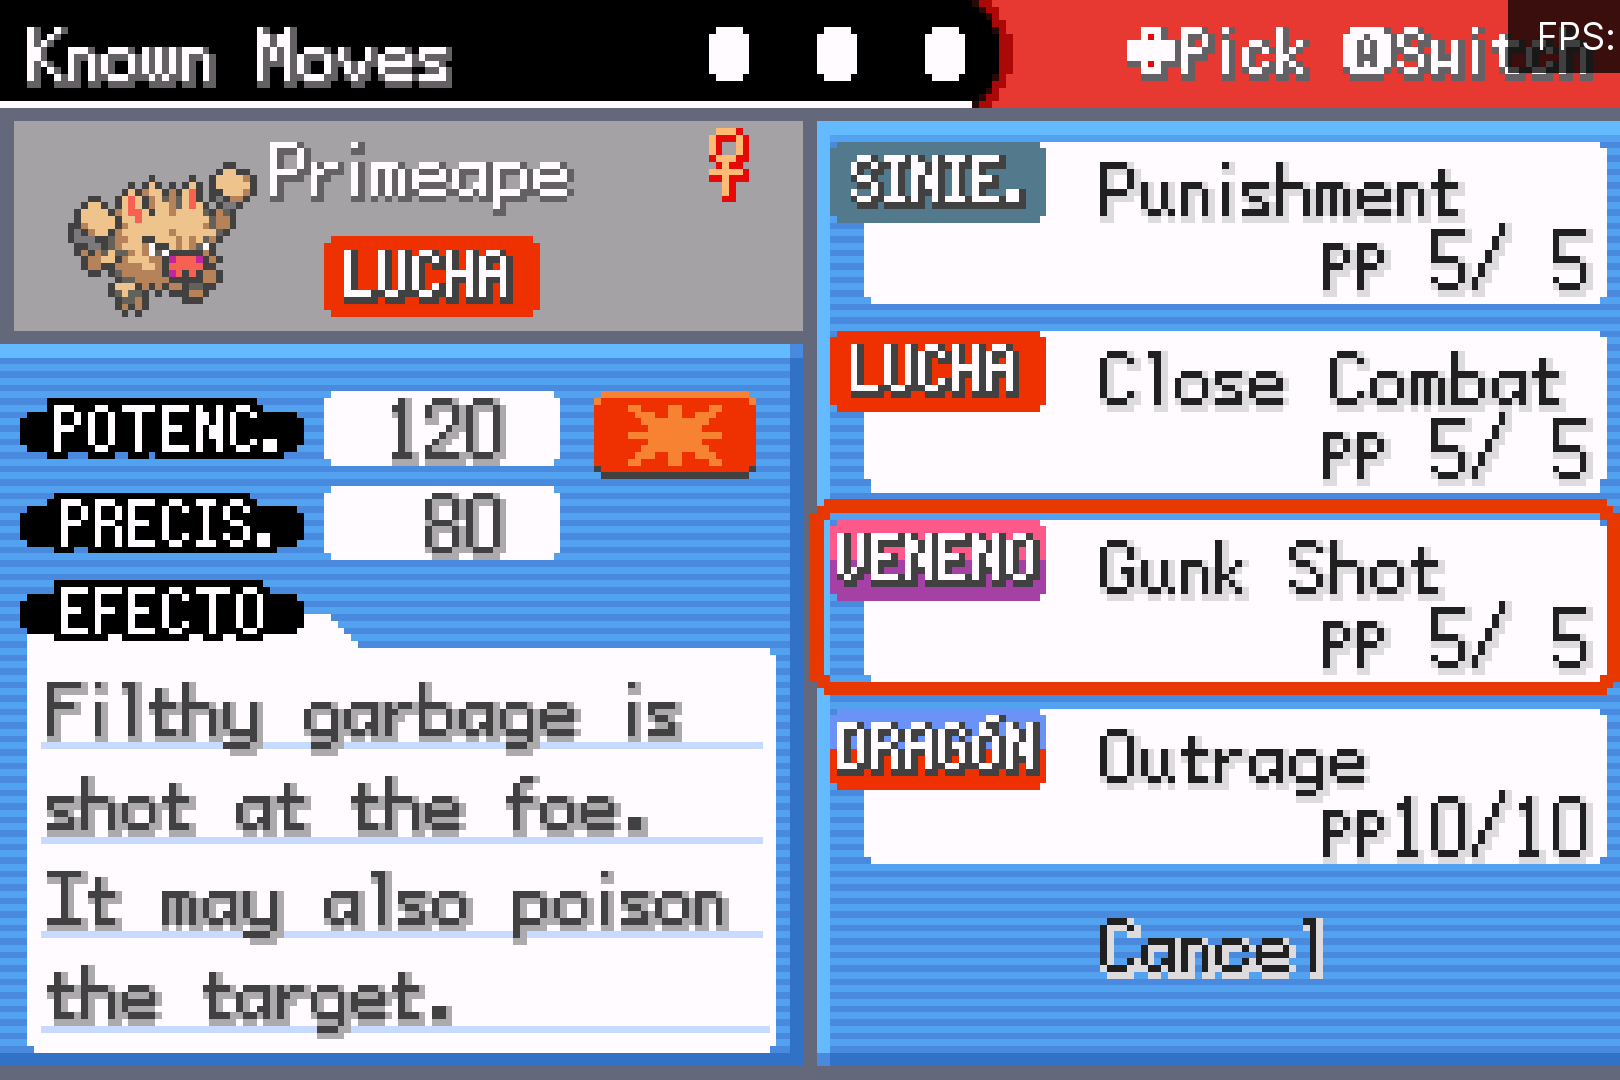 Known Moves
Pick ASwitch
FPS:
Primeape ♀
LUCHA
POTENC. 120
PRECIS. 80
EFECTO
Filthy garbage is
shot at the foe.
It may also poison
the target.
SINIE. Punishment
PP 5/ 5
LUCHA Close Combat
PP 5/ 5
VENENO Gunk Shot
PP 5/ 5
DRAGÓN Outrage
PP10/10
Cancel